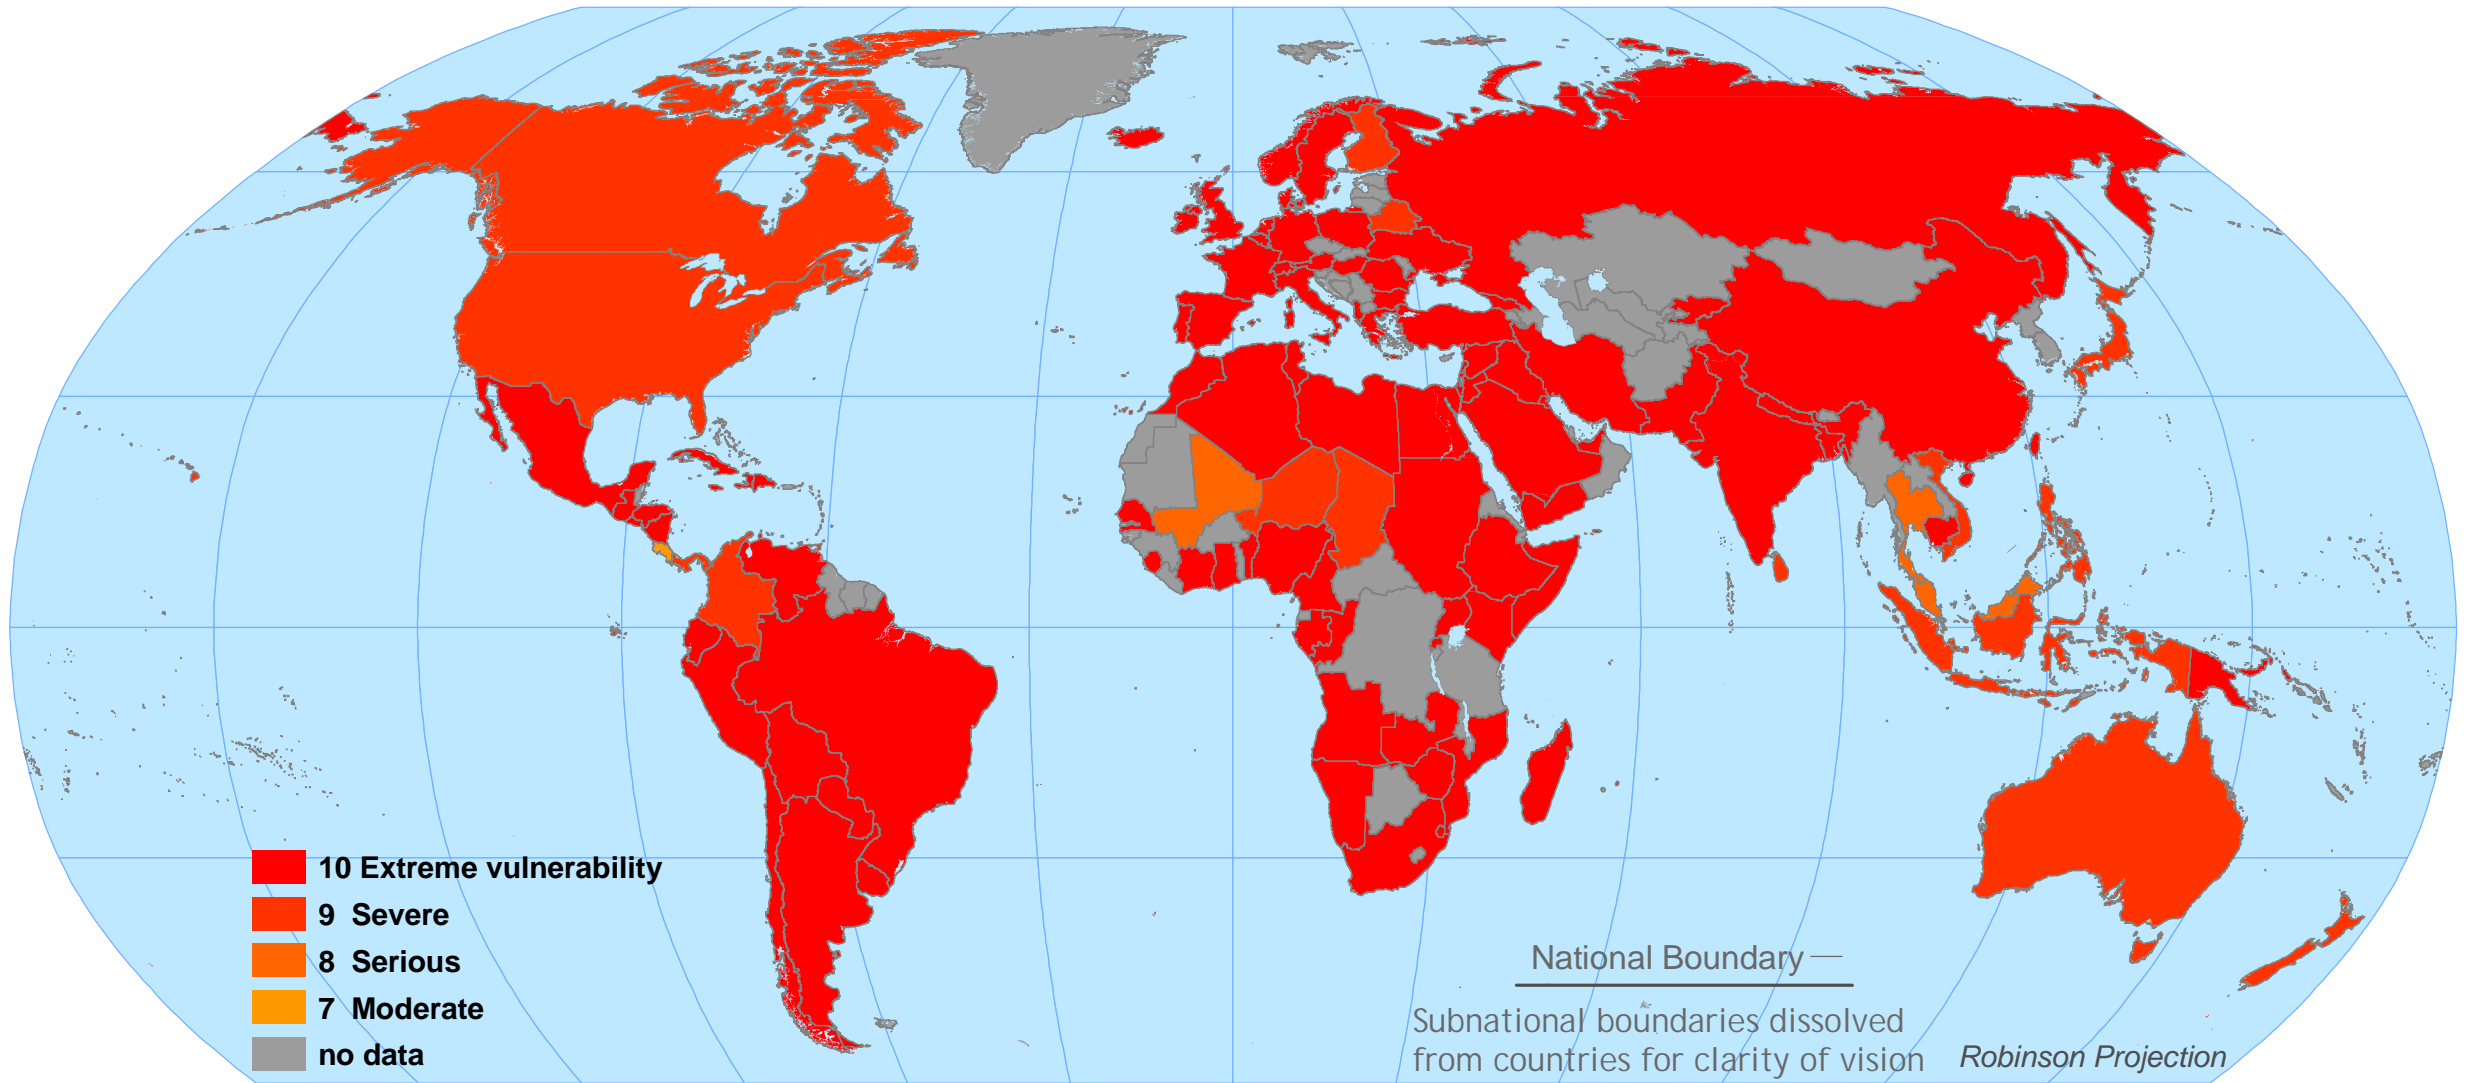 10 Extreme vulnerability
9 Severe
8 Serious
7 Moderate
no data
National Boundary
Subnational boundaries dissolved
from countries for clarity of vision
Robinson Projection